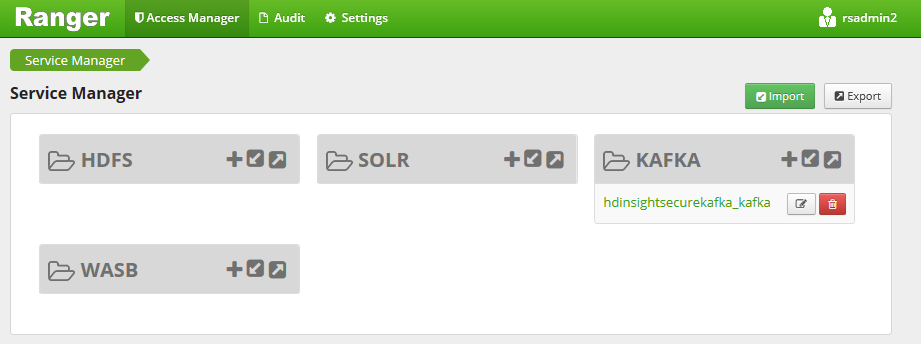 Ranger Access Manager Audit Settings rsadmin2
Service Manager
Service Manager Import Export
HDFS SOLR KAFKA
hdinsightsecurekafka_kafka
WASB